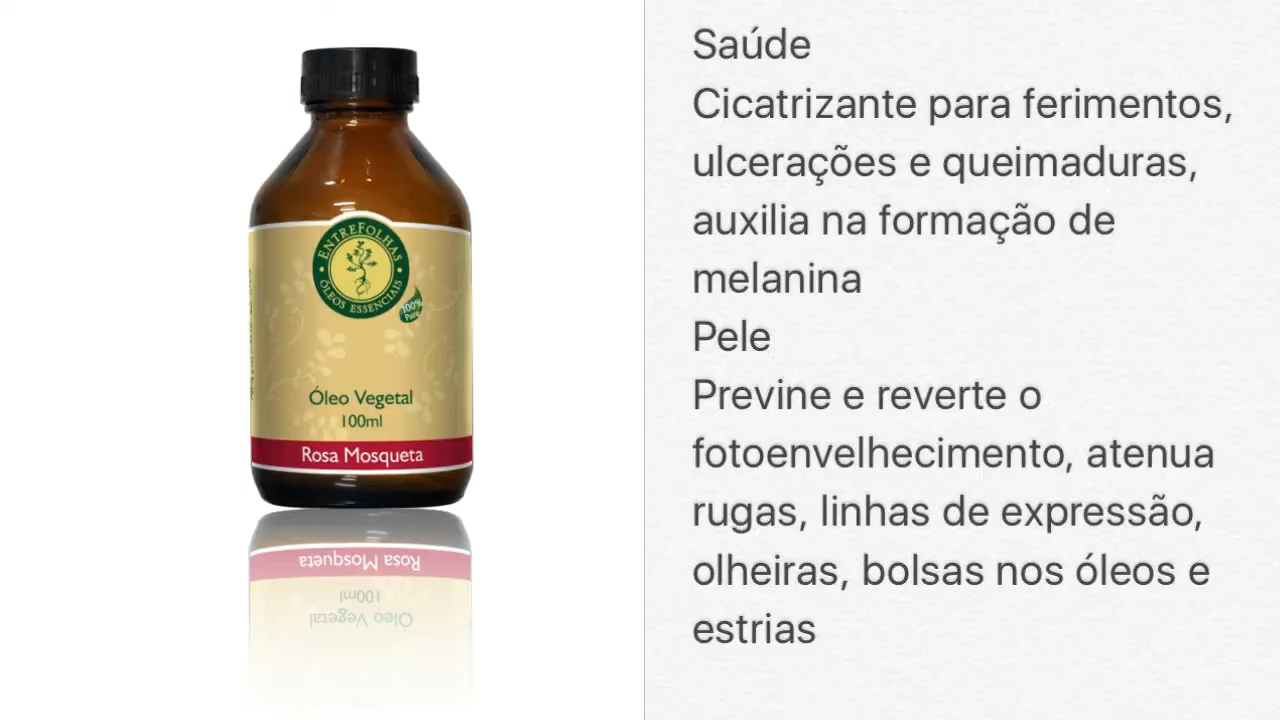 ENTREFOLHAS
ÓLEOS ESSENCIAIS
100%
Puro
Óleo Vegetal
100ml
Rosa Mosqueta
Rosa Mosqueta
100ml
Óleo Vegetal
Saúde
Cicatrizante para ferimentos,
ulcerações e queimaduras,
auxilia na formação de
melanina
Pele
Previne e reverte o
fotoenvelhecimento, atenua
rugas, linhas de expressão,
olheiras, bolsas nos óleos e
estrias